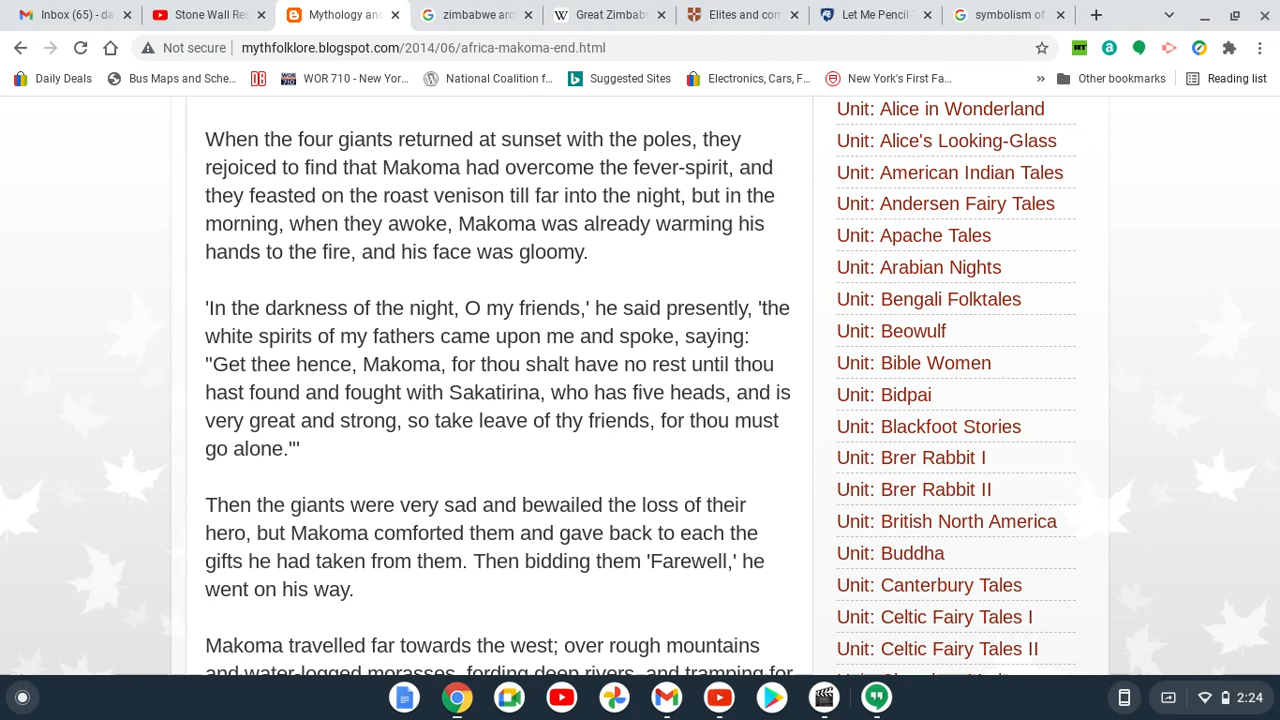 Inbox (65) - da
Stone Wall Res
Mythology and
zimbabwe arc
Great Zimbab
Elites and com
Let Me Pencil T
symbolism of
Not secure
mythfolklore.blogspot.com/2014/06/africa-makoma-end.html
Daily Deals
Bus Maps and Sche...
WOR 710 - New Yor...
National Coalition f...
Suggested Sites
Electronics, Cars, F...
New York's First Fa...
»
Other bookmarks
Reading list
When the four giants returned at sunset with the poles, they
rejoiced to find that Makoma had overcome the fever-spirit, and
they feasted on the roast venison till far into the night, but in the
morning, when they awoke, Makoma was already warming his
hands to the fire, and his face was gloomy.
'In the darkness of the night, O my friends,' he said presently, 'the
white spirits of my fathers came upon me and spoke, saying:
"Get thee hence, Makoma, for thou shalt have no rest until thou
hast found and fought with Sakatirina, who has five heads, and is
very great and strong, so take leave of thy friends, for thou must
go alone."'
Then the giants were very sad and bewailed the loss of their
hero, but Makoma comforted them and gave back to each the
gifts he had taken from them. Then bidding them 'Farewell,' he
went on his way.
Makoma travelled far towards the west; over rough mountains
and water-logged morasses, fording deep rivers, and tramping for
Unit: Alice in Wonderland
Unit: Alice's Looking-Glass
Unit: American Indian Tales
Unit: Andersen Fairy Tales
Unit: Apache Tales
Unit: Arabian Nights
Unit: Bengali Folktales
Unit: Beowulf
Unit: Bible Women
Unit: Bidpai
Unit: Blackfoot Stories
Unit: Brer Rabbit I
Unit: Brer Rabbit II
Unit: British North America
Unit: Buddha
Unit: Canterbury Tales
Unit: Celtic Fairy Tales I
Unit: Celtic Fairy Tales II
2:24